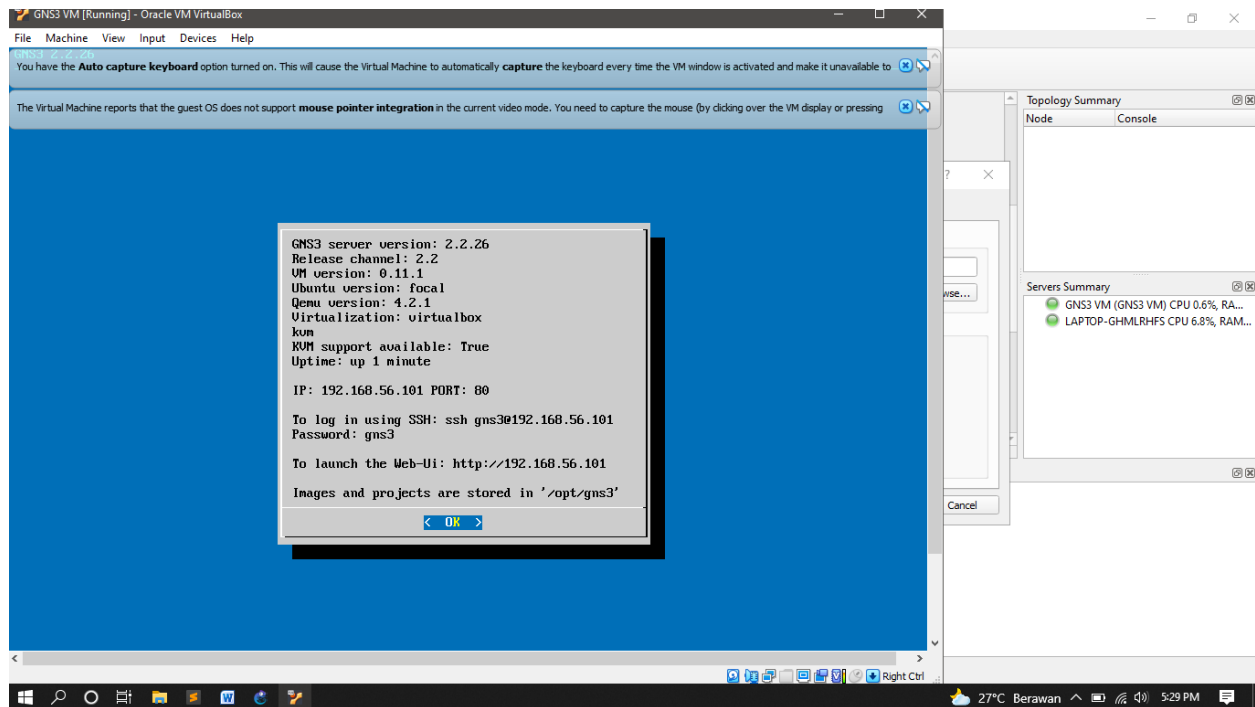 GNS3 VM [Running] - Oracle VM VirtualBox
File Machine View Input Devices Help
GNS3 2.2.26
You have the Auto capture keyboard option turned on. This will cause the Virtual Machine to automatically capture the keyboard every time the VM window is activated and make it unavailable to
The Virtual Machine reports that the guest OS does not support mouse pointer integration in the current video mode. You need to capture the mouse (by clicking over the VM display or pressing
GNS3 server version: 2.2.26
Release channel: 2.2
VM version: 0.11.1
Ubuntu version: focal
Qemu version: 4.2.1
Virtualization: virtualbox
kvm
KVM support available: True
Uptime: up 1 minute
IP: 192.168.56.101 PORT: 80
To log in using SSH: ssh gns3@192.168.56.101
Password: gns3
To launch the Web-Ui: http://192.168.56.101
Images and projects are stored in '/opt/gns3'
< OK >
Right Ctrl
?
wse...
Cancel
Topology Summary
Node Console
Servers Summary
GNS3 VM (GNS3 VM) CPU 0.6%, RA...
LAPTOP-GHMLRHFS CPU 6.8%, RAM...
27°C Berawan 5:29 PM